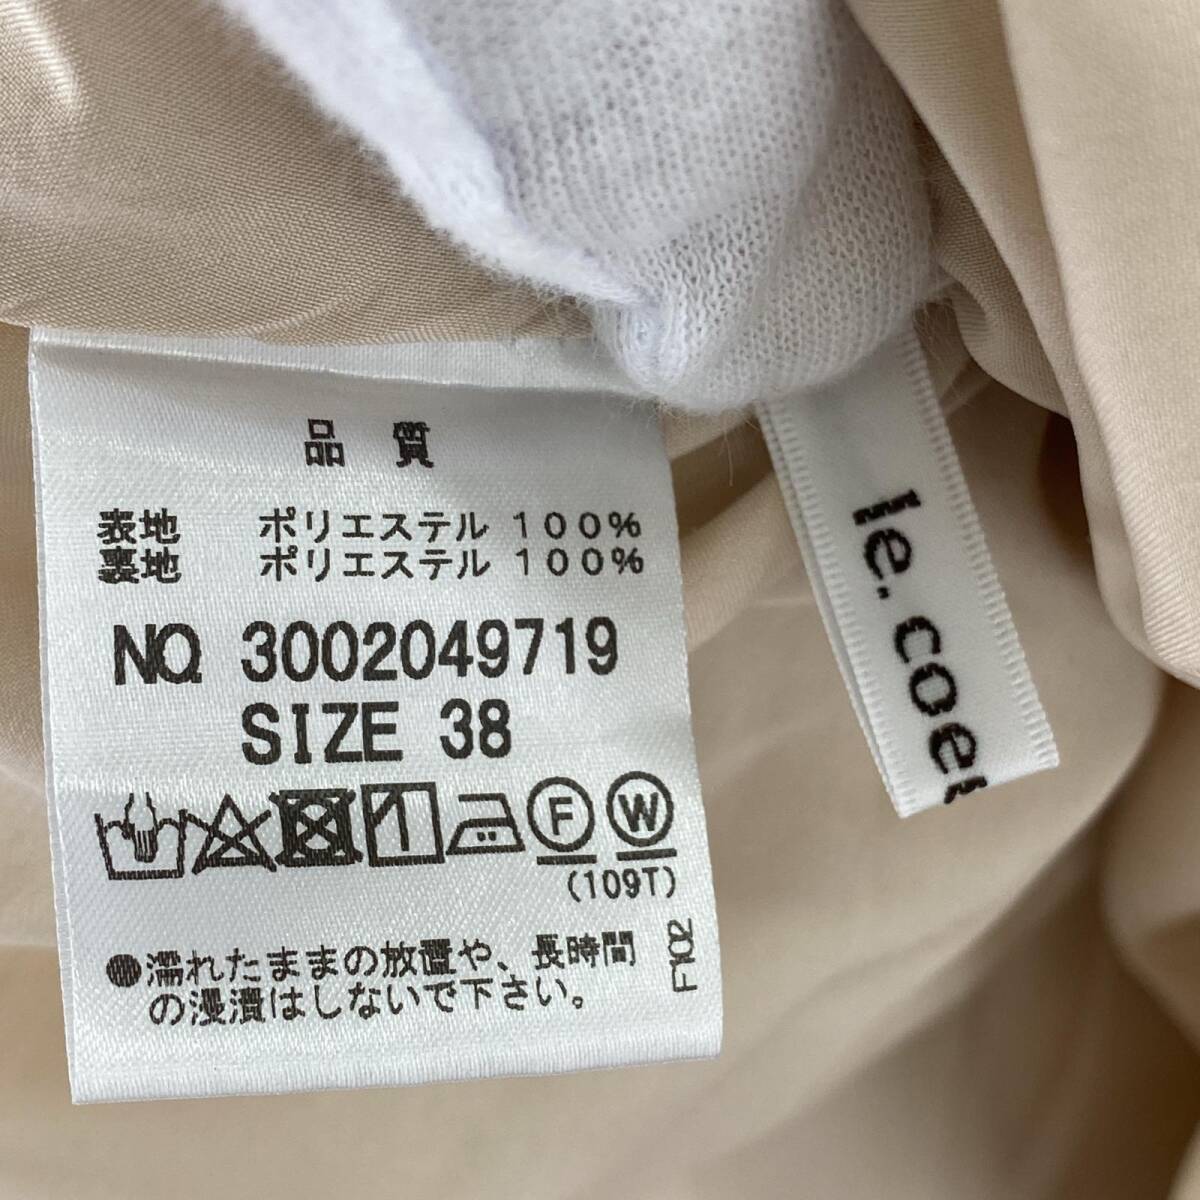 品質
表地 ポリエステル 100%
裏地 ポリエステル 100%
NO. 3002049719
SIZE 38
F W
(109T)
●濡れたままの放置や、長時間
の浸漬はしないで下さい。
F102
le.coe